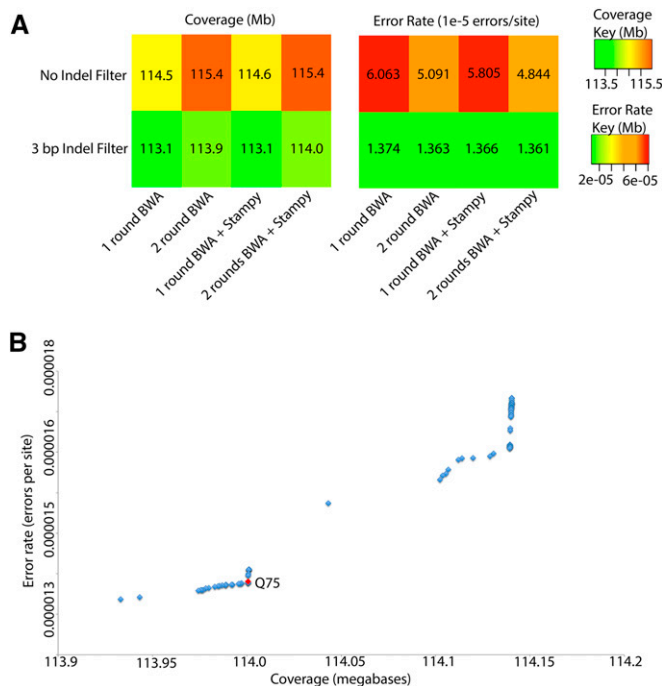 A
Coverage (Mb)
Error Rate (1e-5 errors/site)
Coverage
Key (Mb)
113.5 115.5
No Indel Filter
114.5 115.4 114.6 115.4
6.063 5.091 5.805 4.844
3 bp Indel Filter
113.1 113.9 113.1 114.0
1.374 1.363 1.366 1.361
Error Rate
Key (Mb)
2e-05 6e-05
1 round BWA
2 round BWA
1 round BWA + Stampy
2 rounds BWA + Stampy
1 round BWA
2 round BWA
1 round BWA + Stampy
2 rounds BWA + Stampy
B
Error rate (errors per site)
0.000018
0.000016
0.000015
0.000013
Q75
113.9 113.95 114.0 114.05 114.1 114.15 114.2
Coverage (megabases)